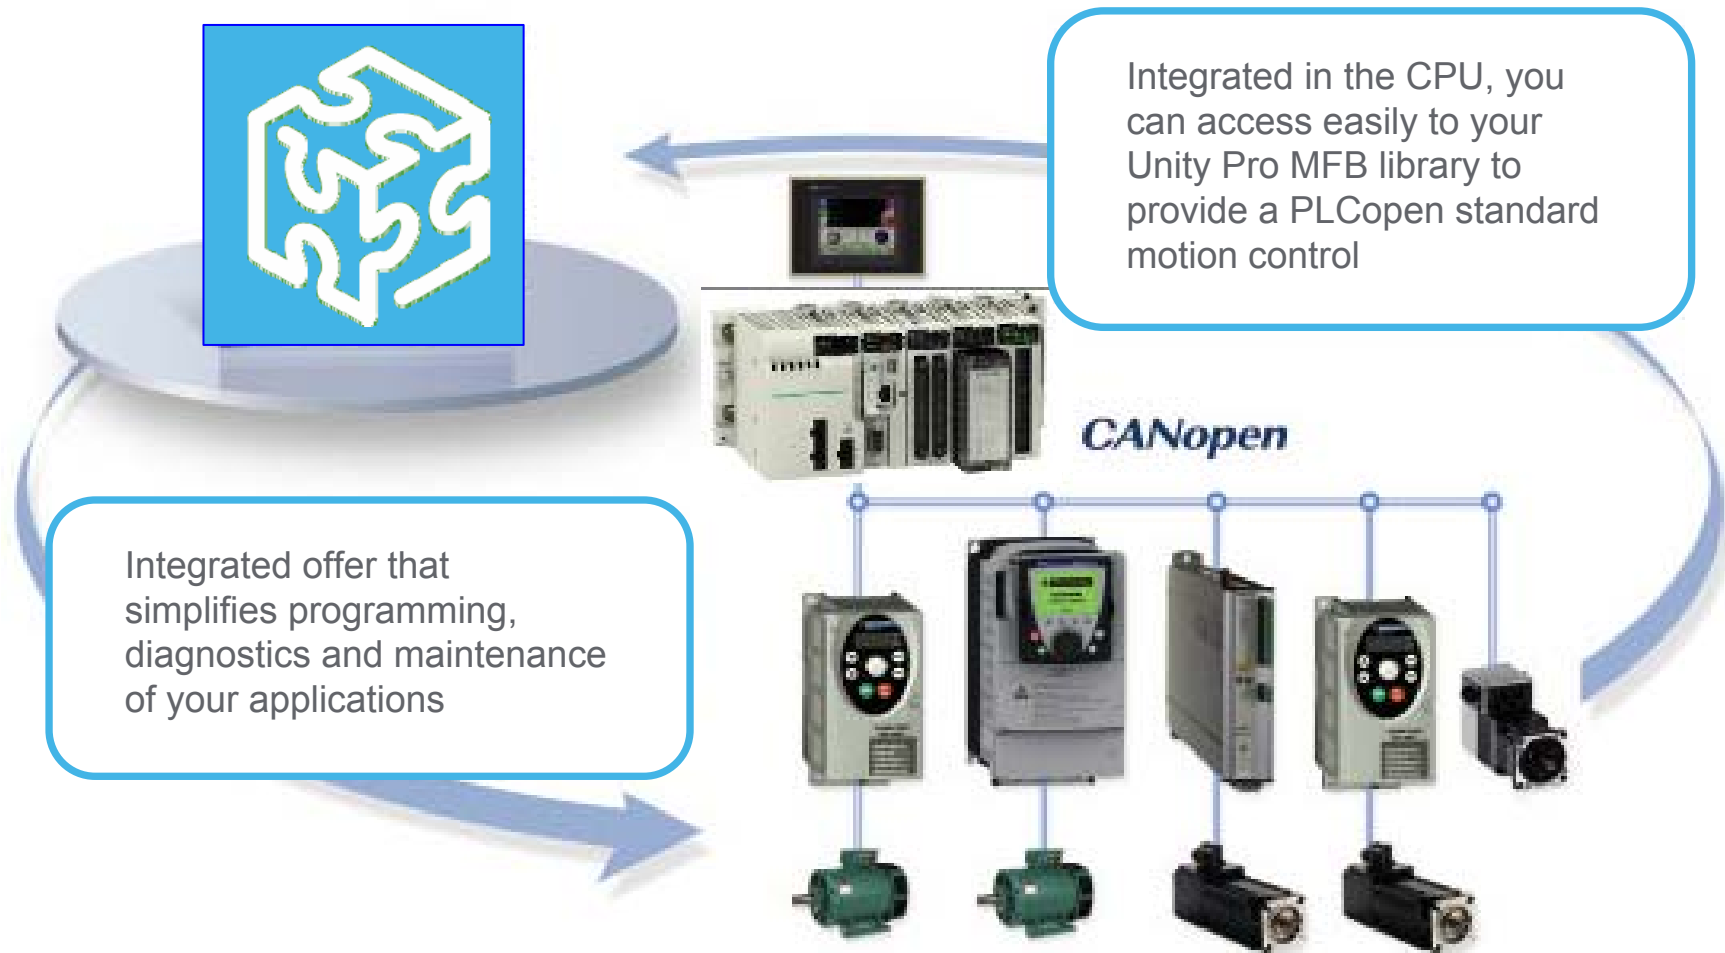 Integrated in the CPU, you
can access easily to your
Unity Pro MFB library to
provide a PLCopen standard
motion control
CANopen
Integrated offer that
simplifies programming,
diagnostics and maintenance
of your applications